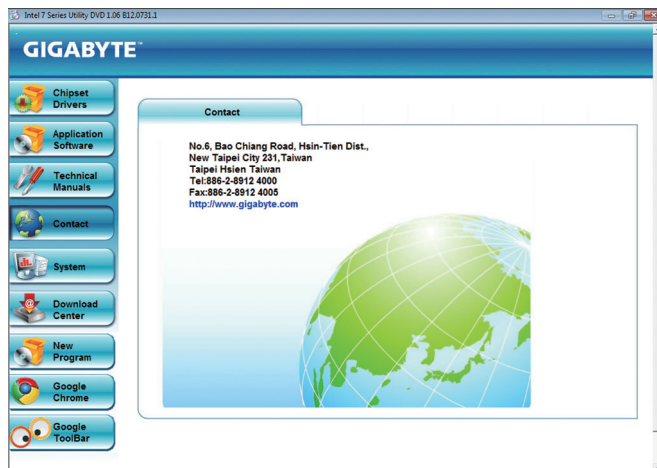 Intel 7 Series Utility DVD 1.06 B12.0731.1
GIGABYTE™
Chipset
Drivers
Application
Software
Technical
Manuals
Contact
System
Download
Center
New
Program
Google
Chrome
Google
ToolBar
Contact
No.6, Bao Chiang Road, Hsin-Tien Dist.,
New Taipei City 231,Taiwan
Taipei Hsien Taiwan
Tel:886-2-8912 4000
Fax:886-2-8912 4005
http://www.gigabyte.com